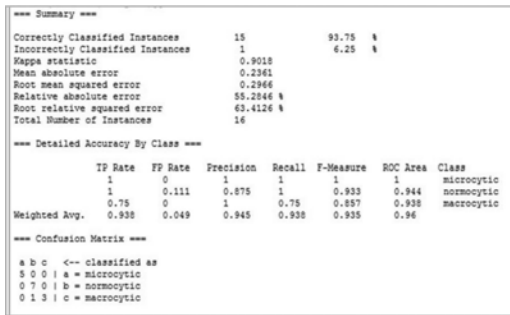 === Summary ===
Correctly Classified Instances 15 93.75 %
Incorrectly Classified Instances 1 6.25 %
Kappa statistic 0.9018
Mean absolute error 0.2361
Root mean squared error 0.2966
Relative absolute error 55.2846 %
Root relative squared error 63.4126 %
Total Number of Instances 16
=== Detailed Accuracy By Class ===
TP Rate FP Rate Precision Recall F-Measure ROC Area Class
1 0 1 1 1 1 microcytic
1 0.111 0.875 1 0.933 0.944 normocytic
0.75 0 1 0.75 0.857 0.938 macrocytic
Weighted Avg. 0.938 0.049 0.945 0.938 0.935 0.96
=== Confusion Matrix ===
a b c <-- classified as
5 0 0 | a = microcytic
0 7 0 | b = normocytic
0 1 3 | c = macrocytic